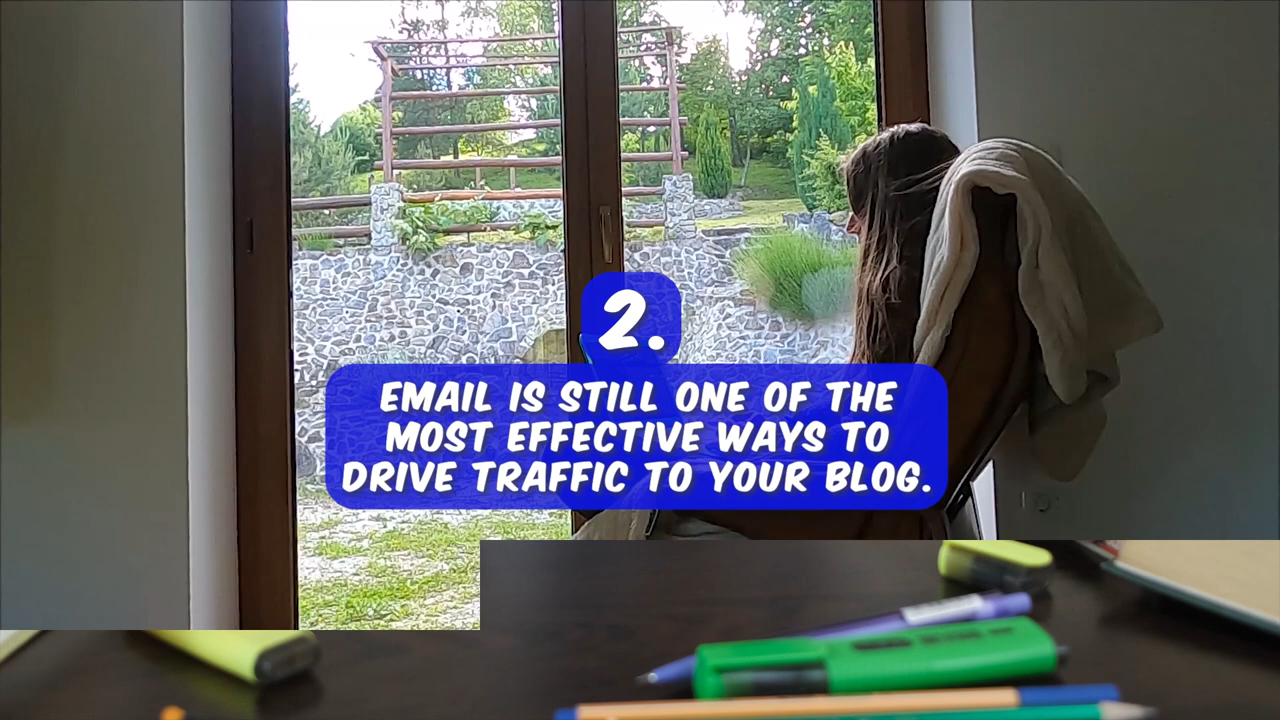 2.
EMAIL IS STILL ONE OF THE
MOST EFFECTIVE WAYS TO
DRIVE TRAFFIC TO YOUR BLOG.